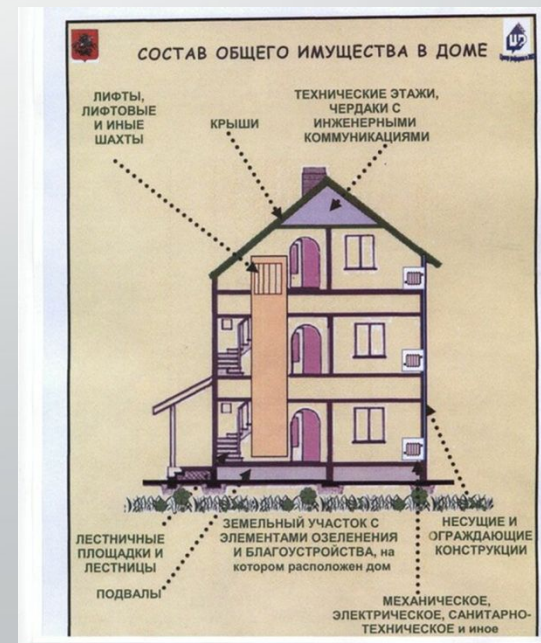 СОСТАВ ОБЩЕГО ИМУЩЕСТВА В ДОМЕ
ЛИФТЫ,
ЛИФТОВЫЕ
И ИНЫЕ
ШАХТЫ
КРЫШИ
ТЕХНИЧЕСКИЕ ЭТАЖИ,
ЧЕРДАКИ С
ИНЖЕНЕРНЫМИ
КОММУНИКАЦИЯМИ
ЛЕСТНИЧНЫЕ
ПЛОЩАДКИ И
ЛЕСТНИЦЫ
ПОДВАЛЫ
ЗЕМЕЛЬНЫЙ УЧАСТОК С
ЭЛЕМЕНТАМИ ОЗЕЛЕНЕНИЯ
И БЛАГОУСТРОЙСТВА, на
котором расположен дом
НЕСУЩИЕ И
ОГРАЖДАЮЩИЕ
КОНСТРУКЦИИ
МЕХАНИЧЕСКОЕ,
ЭЛЕКТРИЧЕСКОЕ, САНИТАРНО-
ТЕХНИЧЕСКОЕ и иное